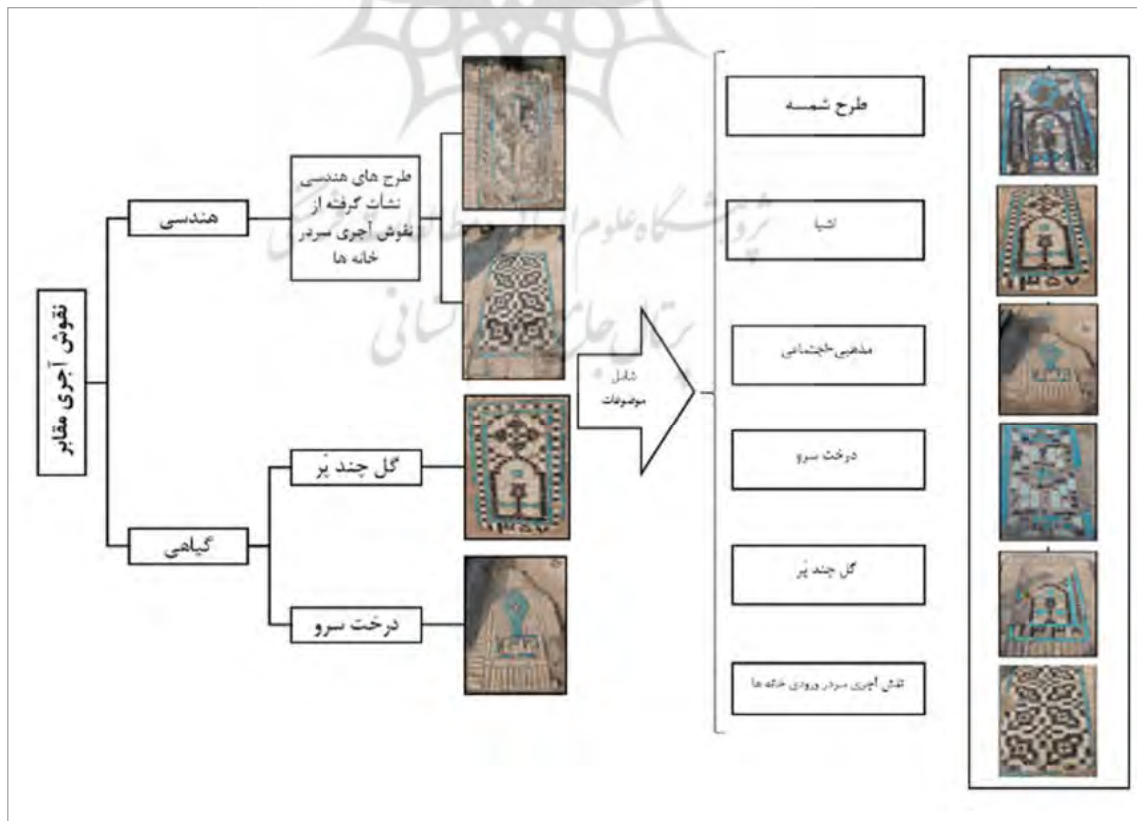 نقوش آجری مقابر
هندسی
طرح های هندسی
نشأت گرفته از
نقوش آجری سردر
خانه ها
گیاهی
گل چند پَر
درخت سرو
شامل
موضوعات
طرح شمسه
اشیا
مذهبی-اجتماعی
درخت سرو
گل چند پَر
نقش آجری سردر ورودی خانه ها